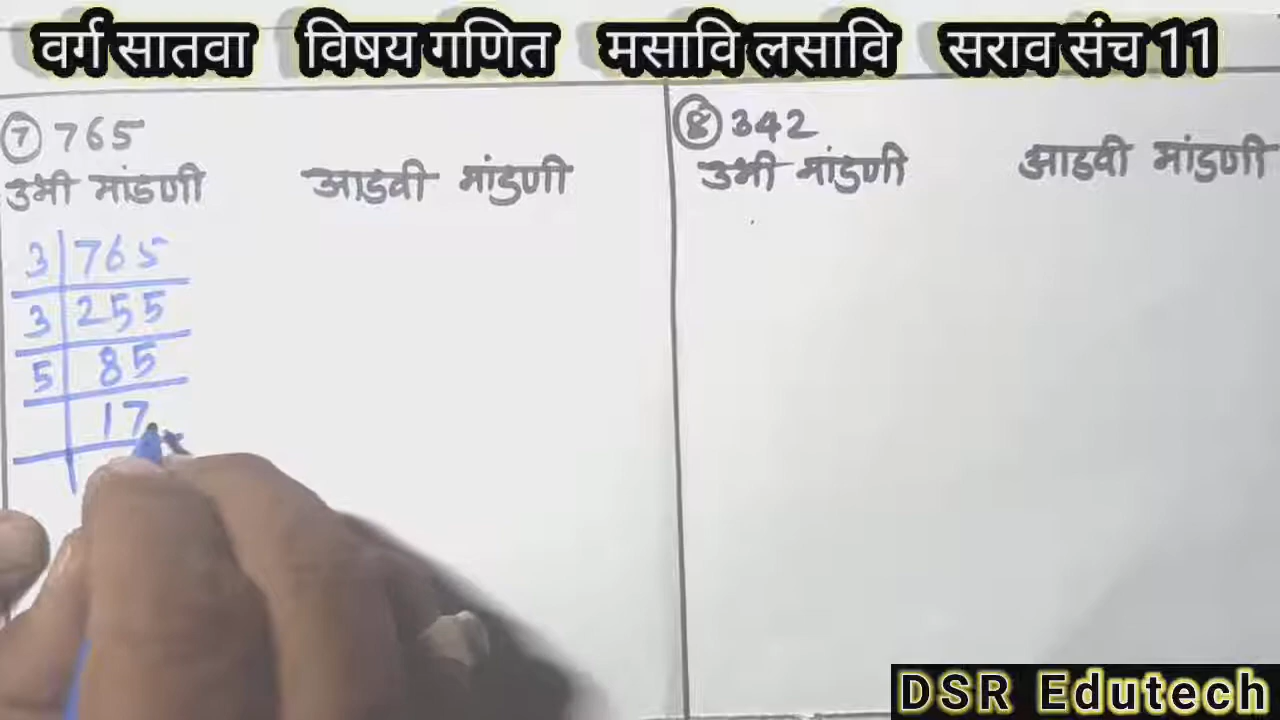 वर्ग सातवा विषय गणित मसावि लसावि सराव संच 11
7 765
उभी मांडणी आडवी मांडणी
3 765
3 255
5 85
17
8 342
उभी मांडणी आडवी मांडणी
DSR Edutech